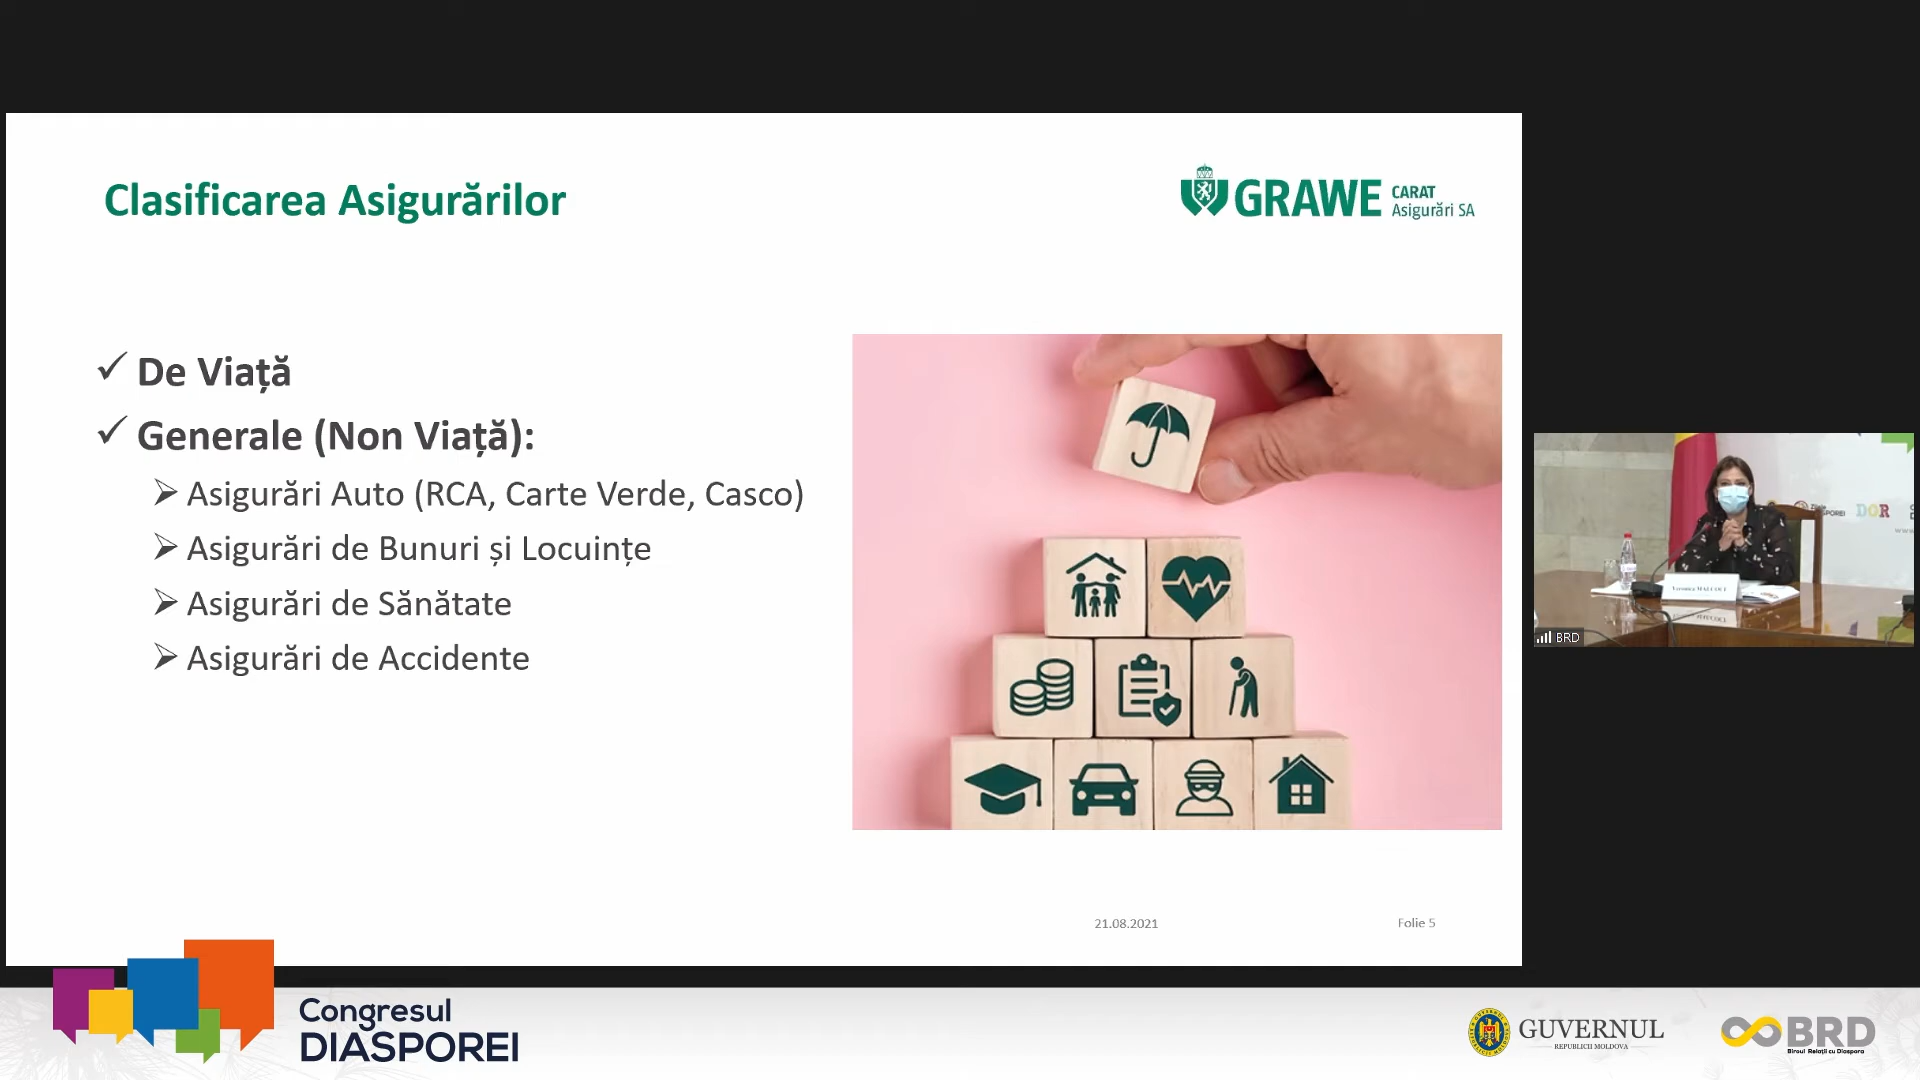 Clasificarea Asigurărilor
GRAWE CARAT
Asigurări SA
De Viață
Generale (Non Viață):
Asigurări Auto (RCA, Carte Verde, Casco)
Asigurări de Bunuri și Locuințe
Asigurări de Sănătate
Asigurări de Accidente
21.08.2021
Folie 5
DOR
BRD
Congresul
DIASPOREI
GUVERNUL
REPUBLICII MOLDOVA
BRD
Biroul Relații cu Diaspora